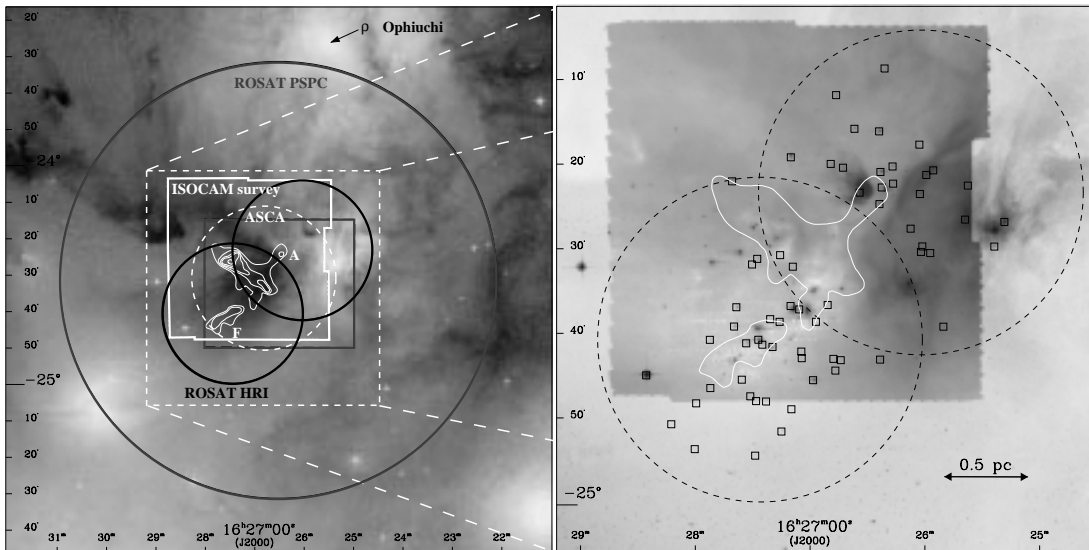 20'
30'
40'
50'
-24°
10'
20'
30'
40'
50'
-25°
10'
20'
30'
40'
ρ Ophiuchi
ROSAT PSPC
ISOCAM survey
ASCA
A
F
ROSAT HRI
31m
30m
29m
28m
16h27m00s
(J2000)
26m
25m
24m
23m
22m
10'
20'
30'
40'
50'
-25°
0.5 pc
29m
28m
16h27m00s
(J2000)
26m
25m